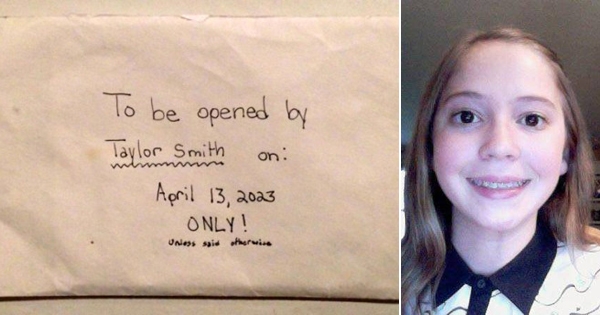 To be opened by
Taylor Smith on:
April 13, 2023
ONLY!
unless said otherwise